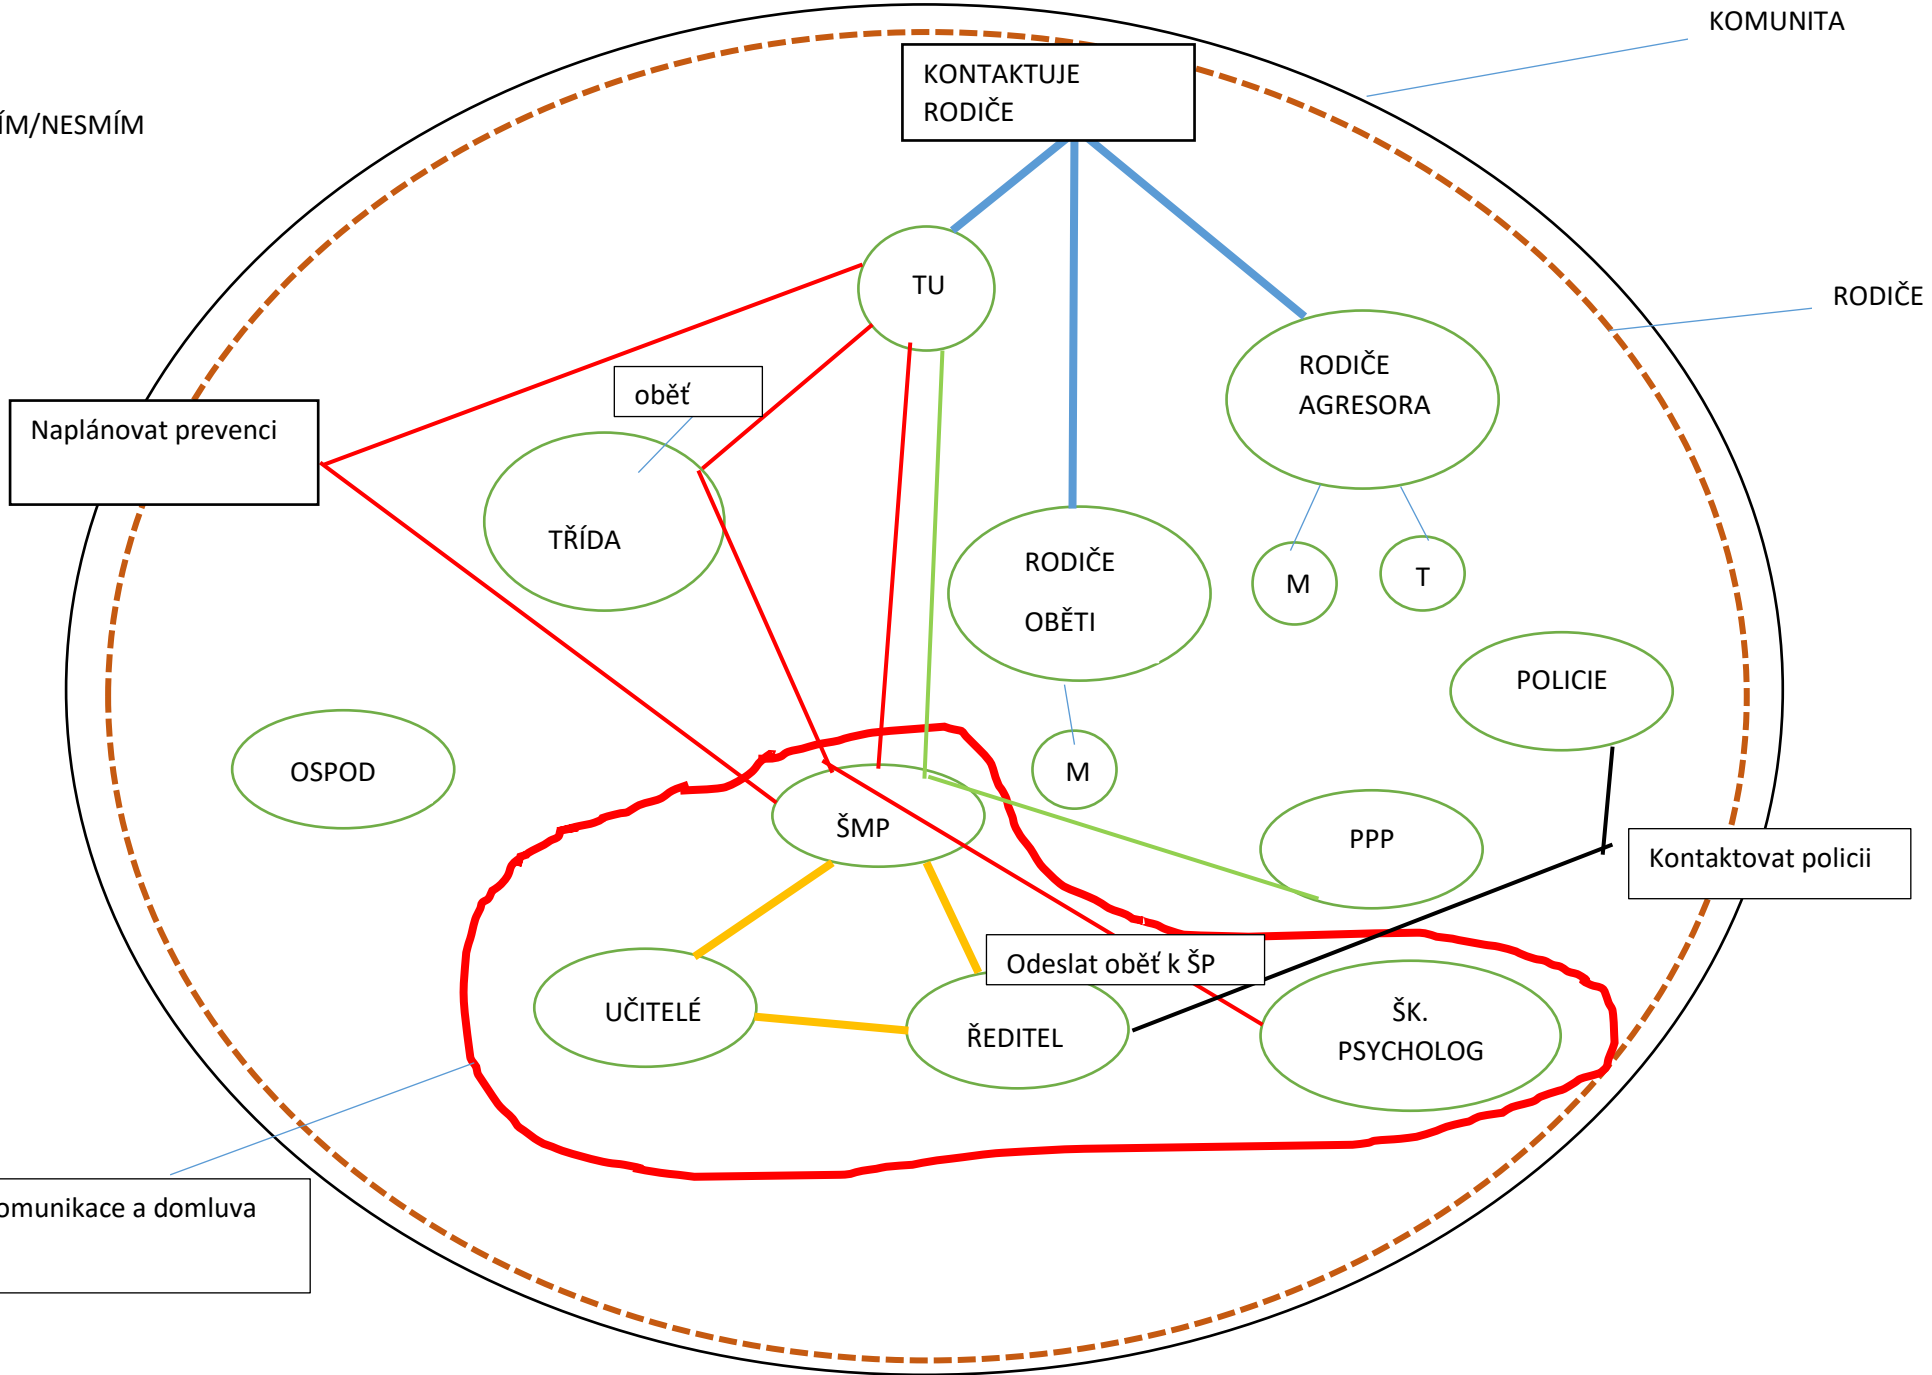 KOMUNITA
KONTAKTUJE
RODIČE
ÍM/NESMÍM
TU
RODIČE
RODIČE
AGRESORA
oběť
Naplánovat prevenci
TŘÍDA
RODIČE
OBĚTI
M
T
POLICIE
OSPOD
M
ŠMP
PPP
Kontaktovat policii
Odeslat oběť k ŠP
UČITELÉ
ŘEDITEL
ŠK.
PSYCHOLOG
omunikace a domluva